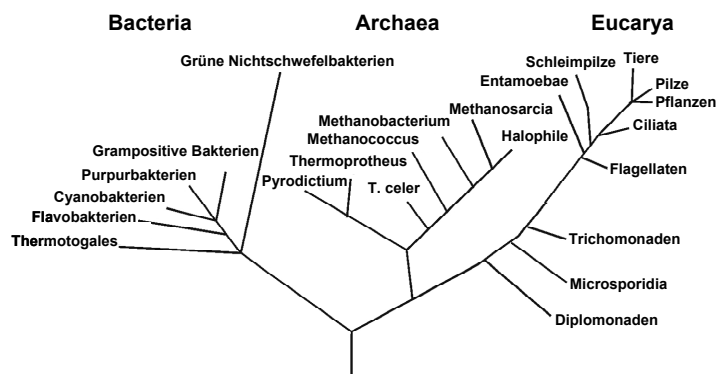 Bacteria
Archaea
Eucarya
Grüne Nichtschwefelbakterien
Grampositive Bakterien
Purpurbakterien
Cyanobakterien
Flavobakterien
Thermotogales
Methanosarcia
Methanobacterium
Halophile
Methanococcus
Thermoprotheus
Pyrodictium
T. celer
Tiere
Schleimpilze
Entamoebae
Pilze
Pflanzen
Ciliata
Flagellaten
Trichomonaden
Microsporidia
Diplomonaden